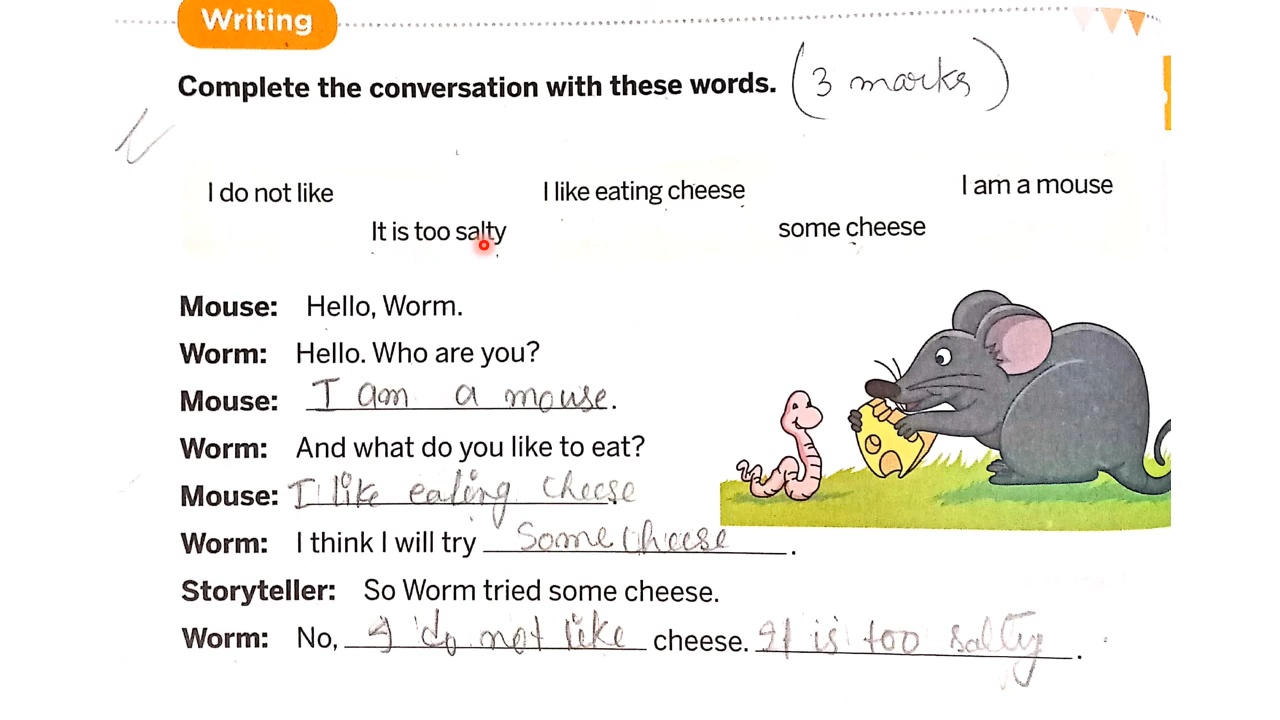 Writing
Complete the conversation with these words. (3 marks)
I do not like
I like eating cheese
I am a mouse
It is too salty
some cheese
Mouse: Hello, Worm.
Worm: Hello. Who are you?
Mouse: I am a mouse.
Worm: And what do you like to eat?
Mouse: I like eating cheese.
Worm: I think I will try Some cheese.
Storyteller: So Worm tried some cheese.
Worm: No, I do not like cheese. It is too salty.